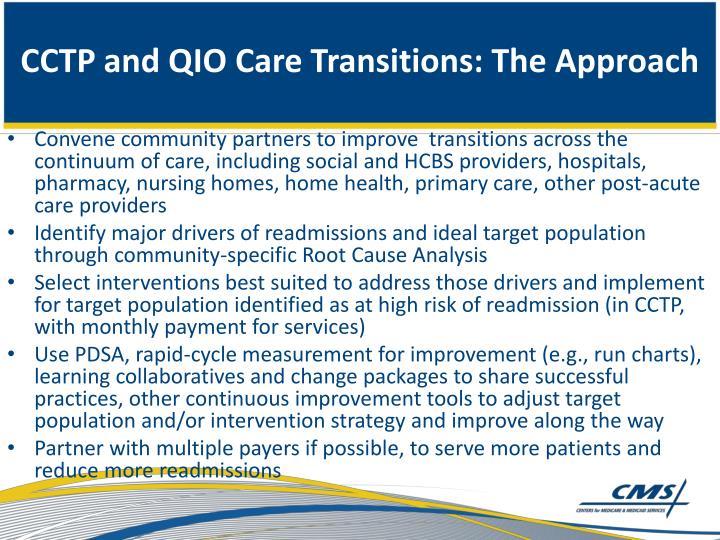 CCTP and QIO Care Transitions: The Approach
• Convene community partners to improve  transitions across the
continuum of care, including social and HCBS providers, hospitals,
pharmacy, nursing homes, home health, primary care, other post-acute
care providers
• Identify major drivers of readmissions and ideal target population
through community-specific Root Cause Analysis
• Select interventions best suited to address those drivers and implement
for target population identified as at high risk of readmission (in CCTP,
with monthly payment for services)
• Use PDSA, rapid-cycle measurement for improvement (e.g., run charts),
learning collaboratives and change packages to share successful
practices, other continuous improvement tools to adjust target
population and/or intervention strategy and improve along the way
• Partner with multiple payers if possible, to serve more patients and
reduce more readmissions
CMS
CENTERS for MEDICARE & MEDICAID SERVICES